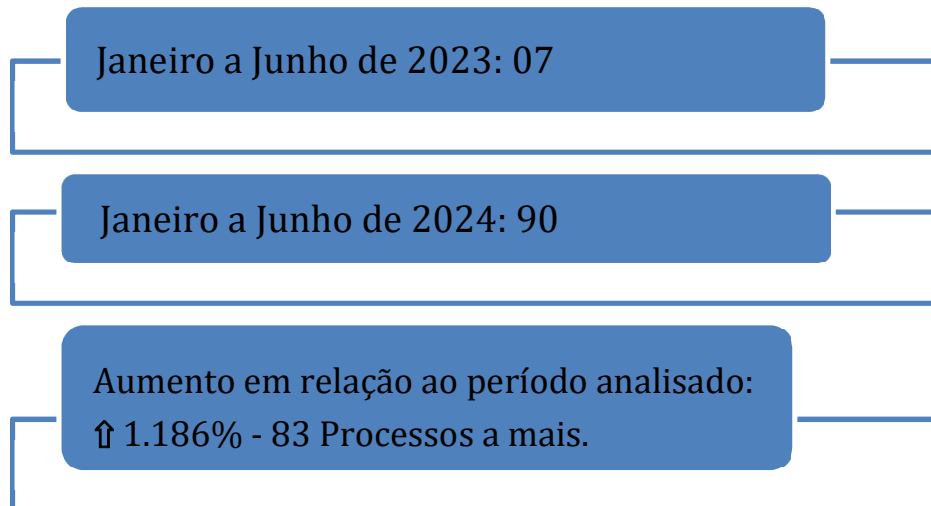 Janeiro a Junho de 2023: 07
Janeiro a Junho de 2024: 90
Aumento em relação ao período analisado:
⇧ 1.186% - 83 Processos a mais.